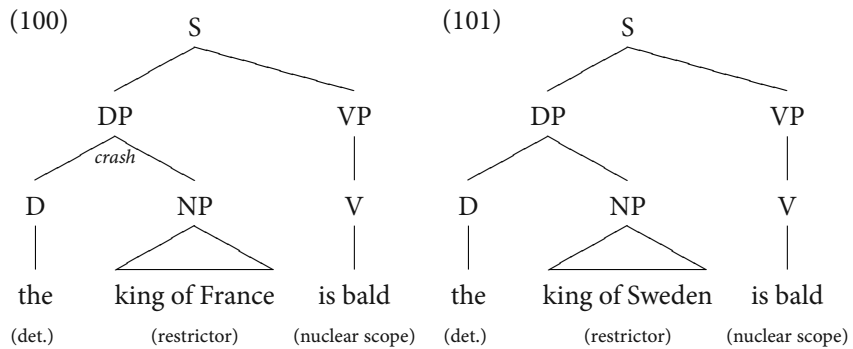 (100) S (101) S
DP VP DP VP
crash
D NP V D NP V
the king of France is bald the king of Sweden is bald
(det.) (restrictor) (nuclear scope) (det.) (restrictor) (nuclear scope)